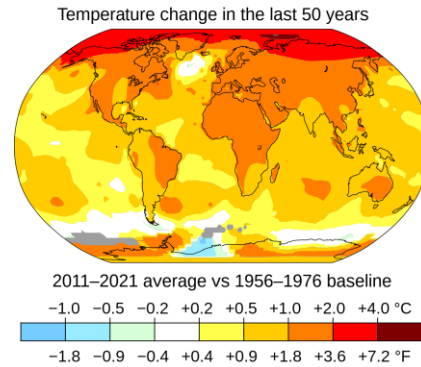 Temperature change in the last 50 years
2011–2021 average vs 1956–1976 baseline
−1.0 −0.5 −0.2 +0.2 +0.5 +1.0 +2.0 +4.0 °C
−1.8 −0.9 −0.4 +0.4 +0.9 +1.8 +3.6 +7.2 °F